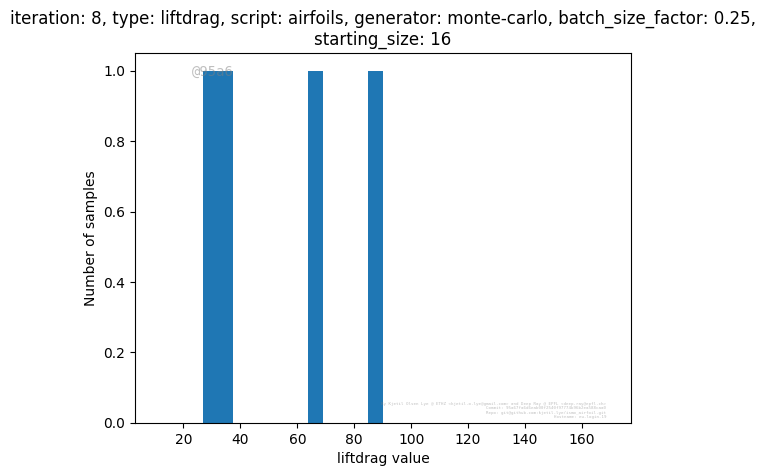 iteration: 8, type: liftdrag, script: airfoils, generator: monte-carlo, batch_size_factor: 0.25,
starting_size: 16
@95a6
1.0
0.8
0.6
0.4
0.2
0.0
Number of samples
20 40 60 80 100 120 140 160
liftdrag value